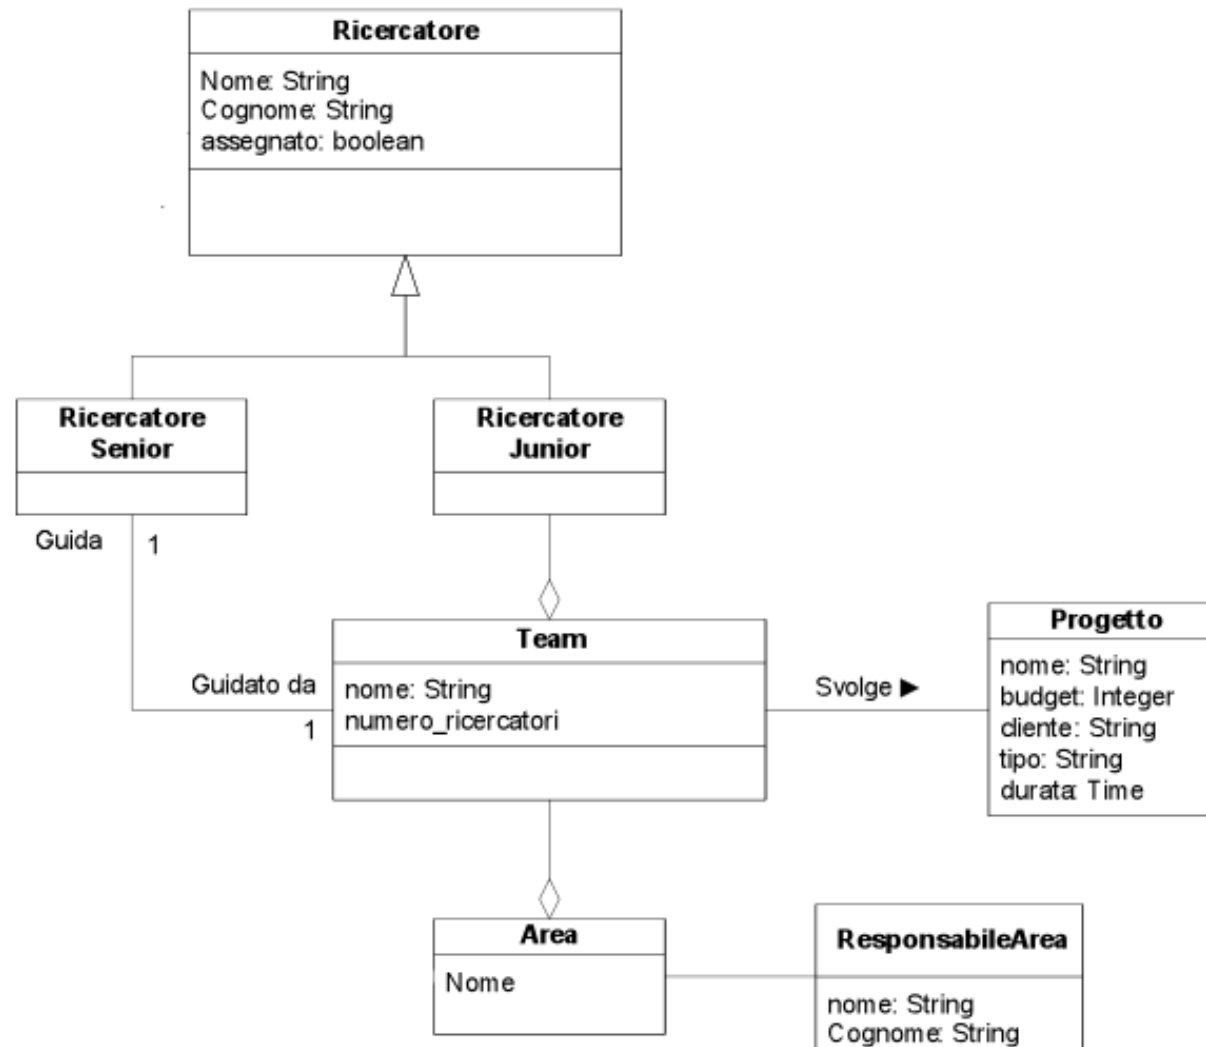 Ricercatore
Nome: String
Cognome: String
assegnato: boolean
Ricercatore
Senior
Ricercatore
Junior
Guida
1
Team
nome: String
numero_ricercatori
Guidato da
1
Svolge ►
Progetto
nome: String
budget: Integer
cliente: String
tipo: String
durata: Time
Area
Nome
ResponsabileArea
nome: String
Cognome: String